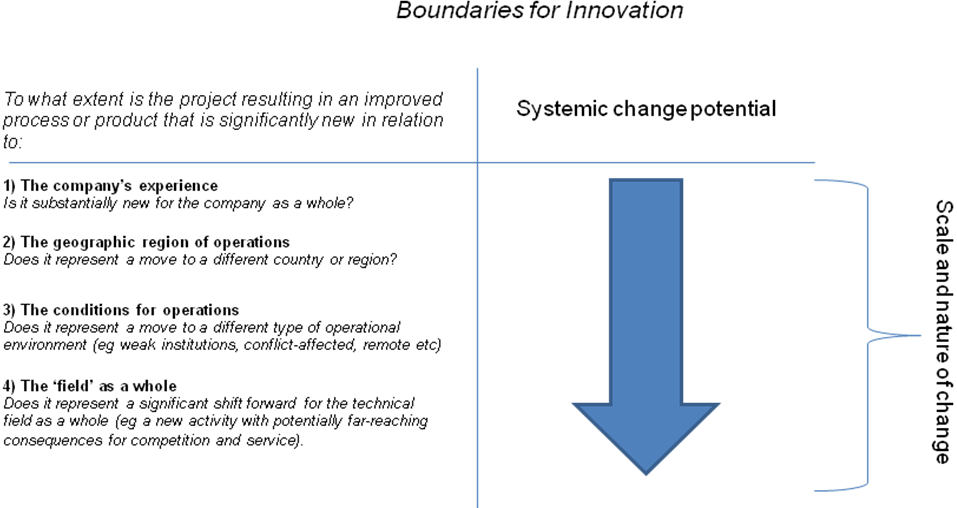 Boundaries for Innovation
To what extent is the project resulting in an improved
process or product that is significantly new in relation
to:
Systemic change potential
1) The company's experience
Is it substantially new for the company as a whole?
2) The geographic region of operations
Does it represent a move to a different country or region?
3) The conditions for operations
Does it represent a move to a different type of operational
environment (eg weak institutions, conflict-affected, remote etc)
4) The ‘field’ as a whole
Does it represent a significant shift forward for the technical
field as a whole (eg a new activity with potentially far-reaching
consequences for competition and service).
Scale and nature of change